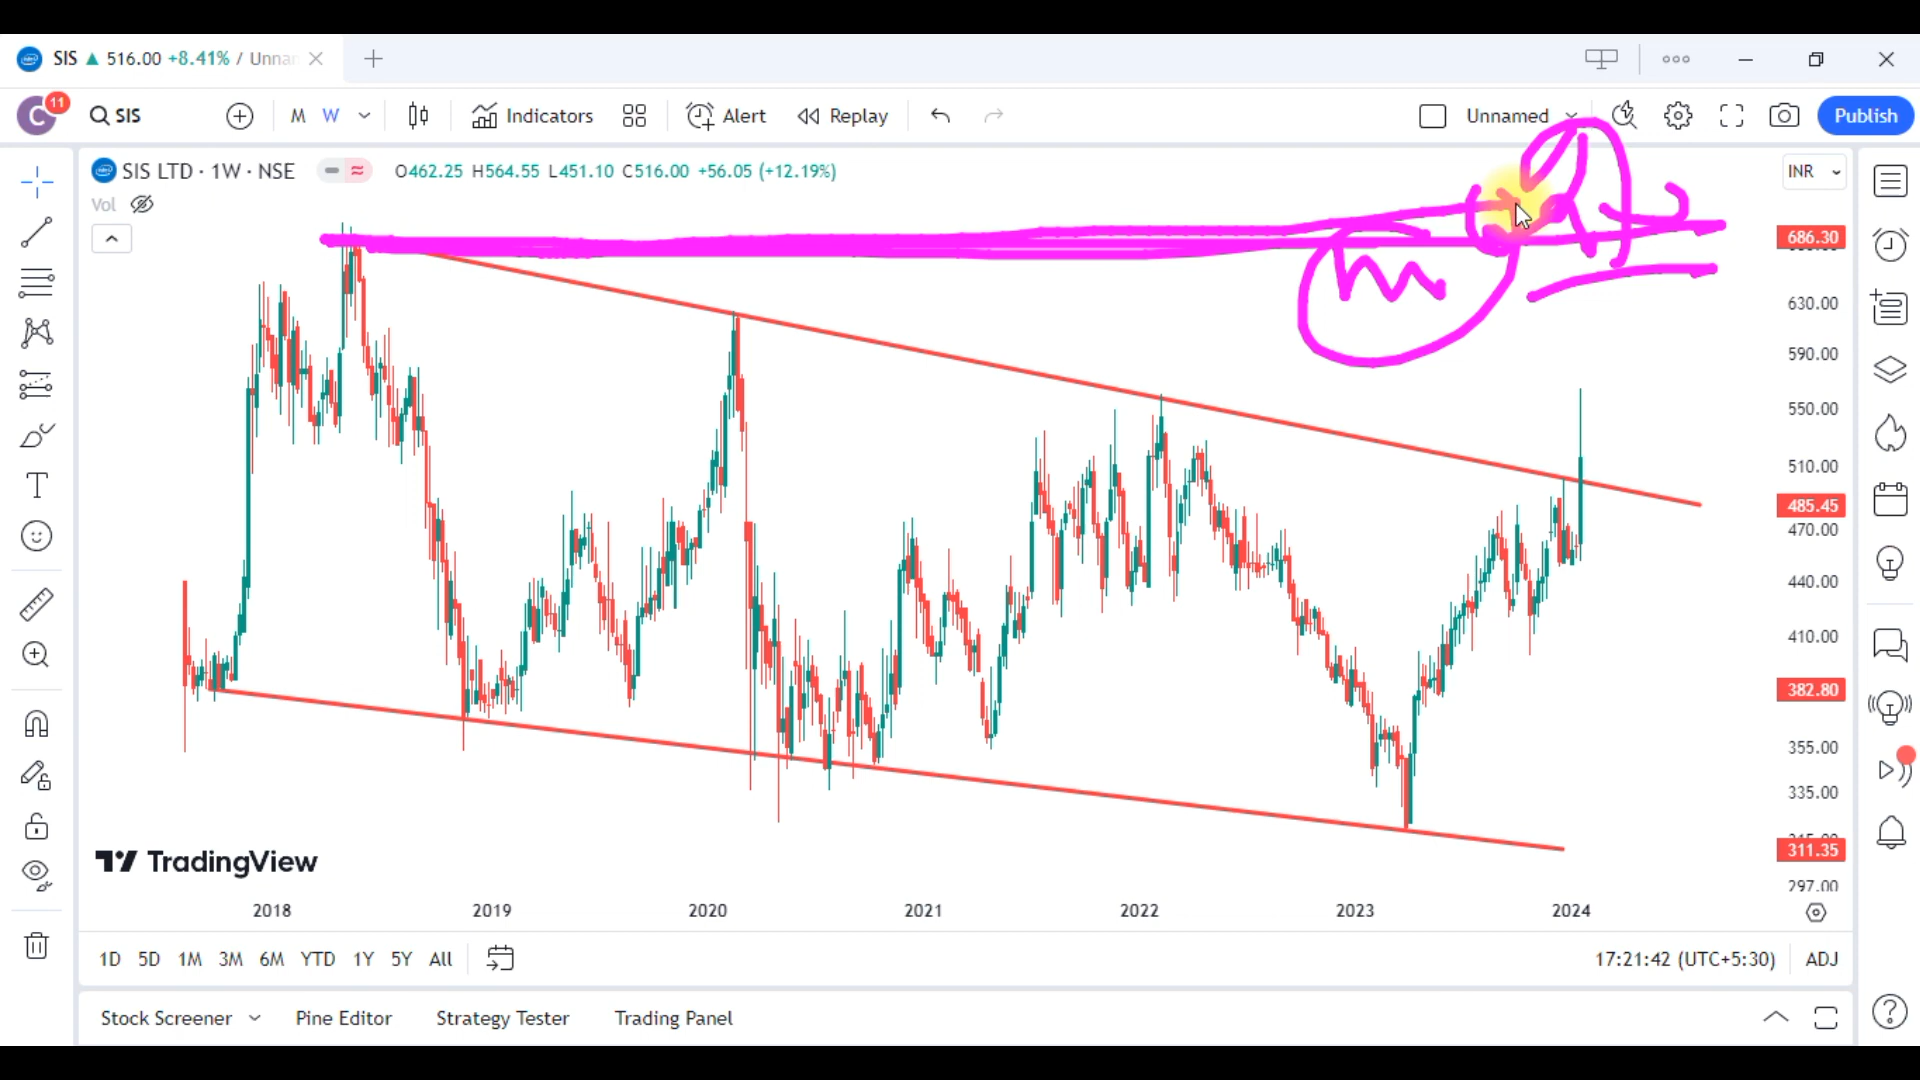 SIS ▲ 516.00 +8.41% / Unnar
11
C SIS M W Indicators Alert Replay Unnamed Publish
SIS LTD · 1W · NSE O462.25 H564.55 L451.10 C516.00 +56.05 (+12.19%) INR
Vol
686.30
630.00
590.00
550.00
510.00
485.45
470.00
440.00
410.00
382.80
355.00
335.00
311.35
297.00
TradingView
2018 2019 2020 2021 2022 2023 2024
1D 5D 1M 3M 6M YTD 1Y 5Y All 17:21:42 (UTC+5:30) ADJ
Stock Screener Pine Editor Strategy Tester Trading Panel